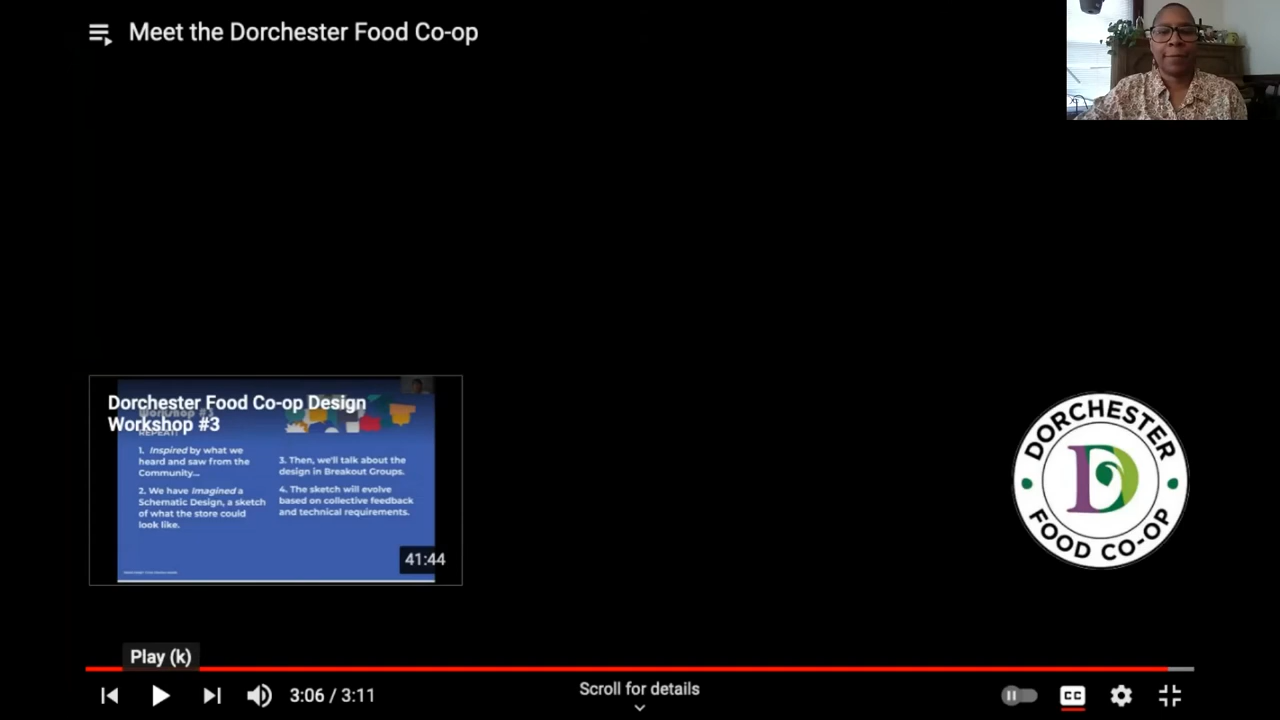 Meet the Dorchester Food Co-op
Dorchester Food Co-op Design
Workshop #3
REPEAT!
1. Inspired by what we
heard and saw from the
Community...
2. We have Imagined a
Schematic Design, a sketch
of what the store could
look like.
3. Then, we'll talk about the
design in Breakout Groups.
4. The sketch will evolve
based on collective feedback
and technical requirements.
41:44
DORCHESTER
D
FOOD CO-OP
Play (k)
3:06 / 3:11
Scroll for details
CC